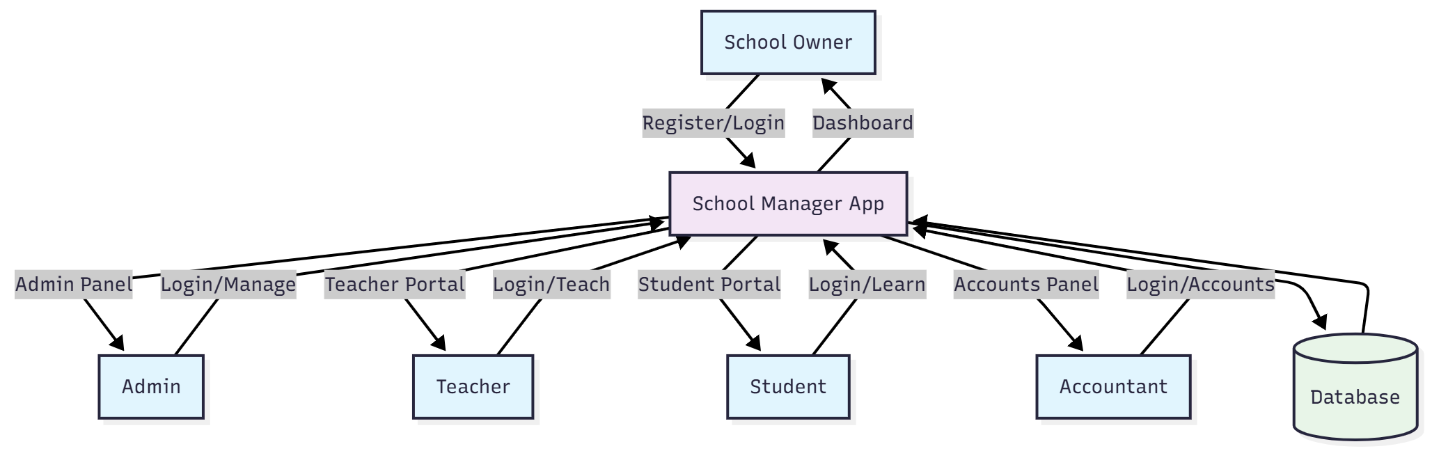 School Owner
Register/Login
Dashboard
School Manager App
Admin Panel
Login/Manage
Teacher Portal
Login/Teach
Student Portal
Login/Learn
Accounts Panel
Login/Accounts
Admin
Teacher
Student
Accountant
Database